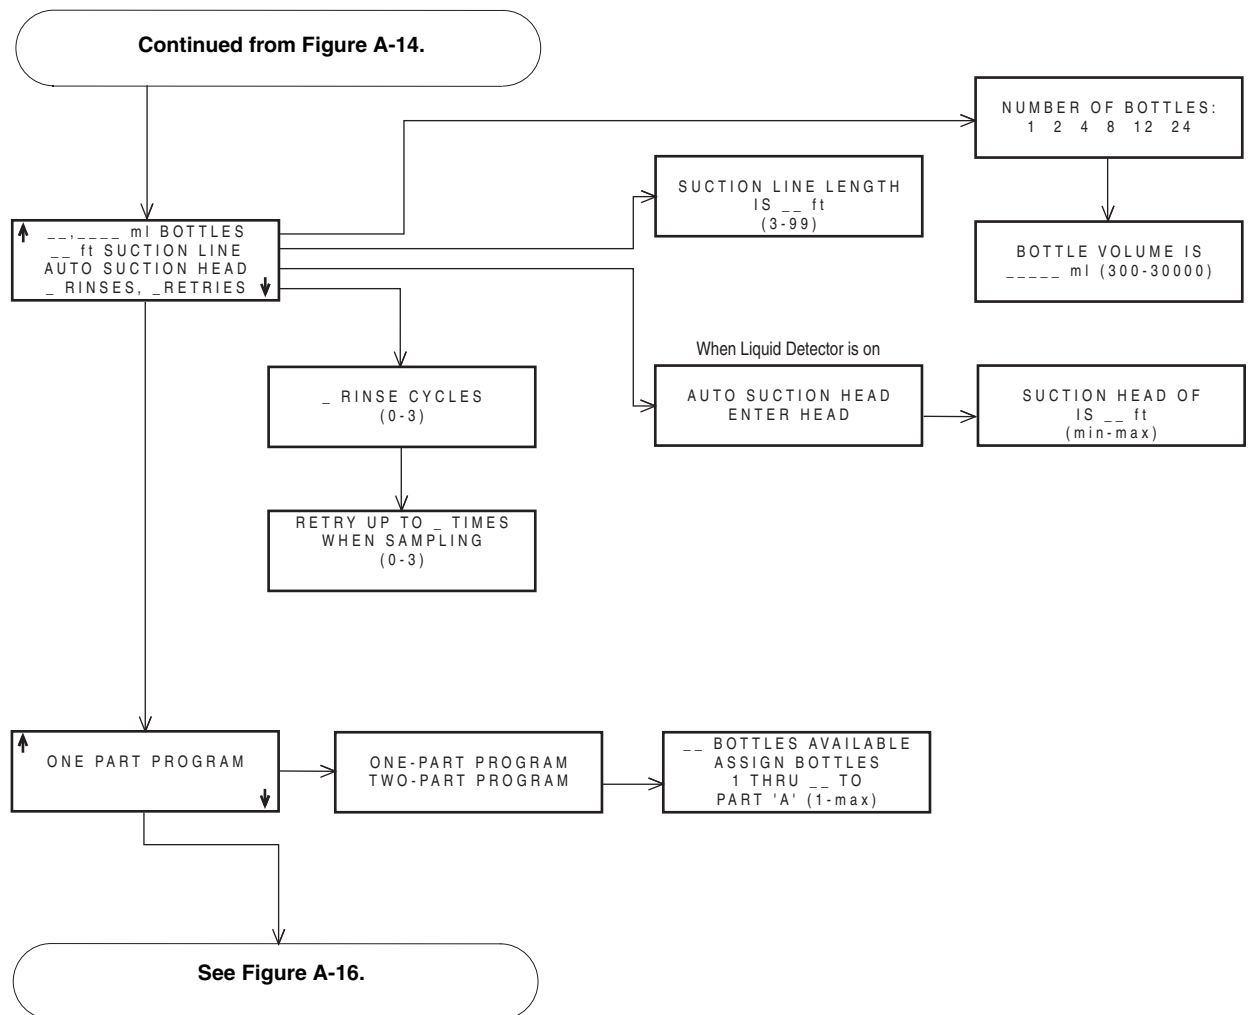 Continued from Figure A-14.
NUMBER OF BOTTLES:
1 2 4 8 12 24
SUCTION LINE LENGTH
IS __ ft
(3-99)
__,____ ml BOTTLES
__ ft SUCTION LINE
AUTO SUCTION HEAD
_ RINSES, _RETRIES
BOTTLE VOLUME IS
_____ ml (300-30000)
When Liquid Detector is on
AUTO SUCTION HEAD
ENTER HEAD
SUCTION HEAD OF
IS __ ft
(min-max)
_ RINSE CYCLES
(0-3)
RETRY UP TO _ TIMES
WHEN SAMPLING
(0-3)
ONE PART PROGRAM
ONE-PART PROGRAM
TWO-PART PROGRAM
__ BOTTLES AVAILABLE
ASSIGN BOTTLES
1 THRU __ TO
PART 'A' (1-max)
See Figure A-16.